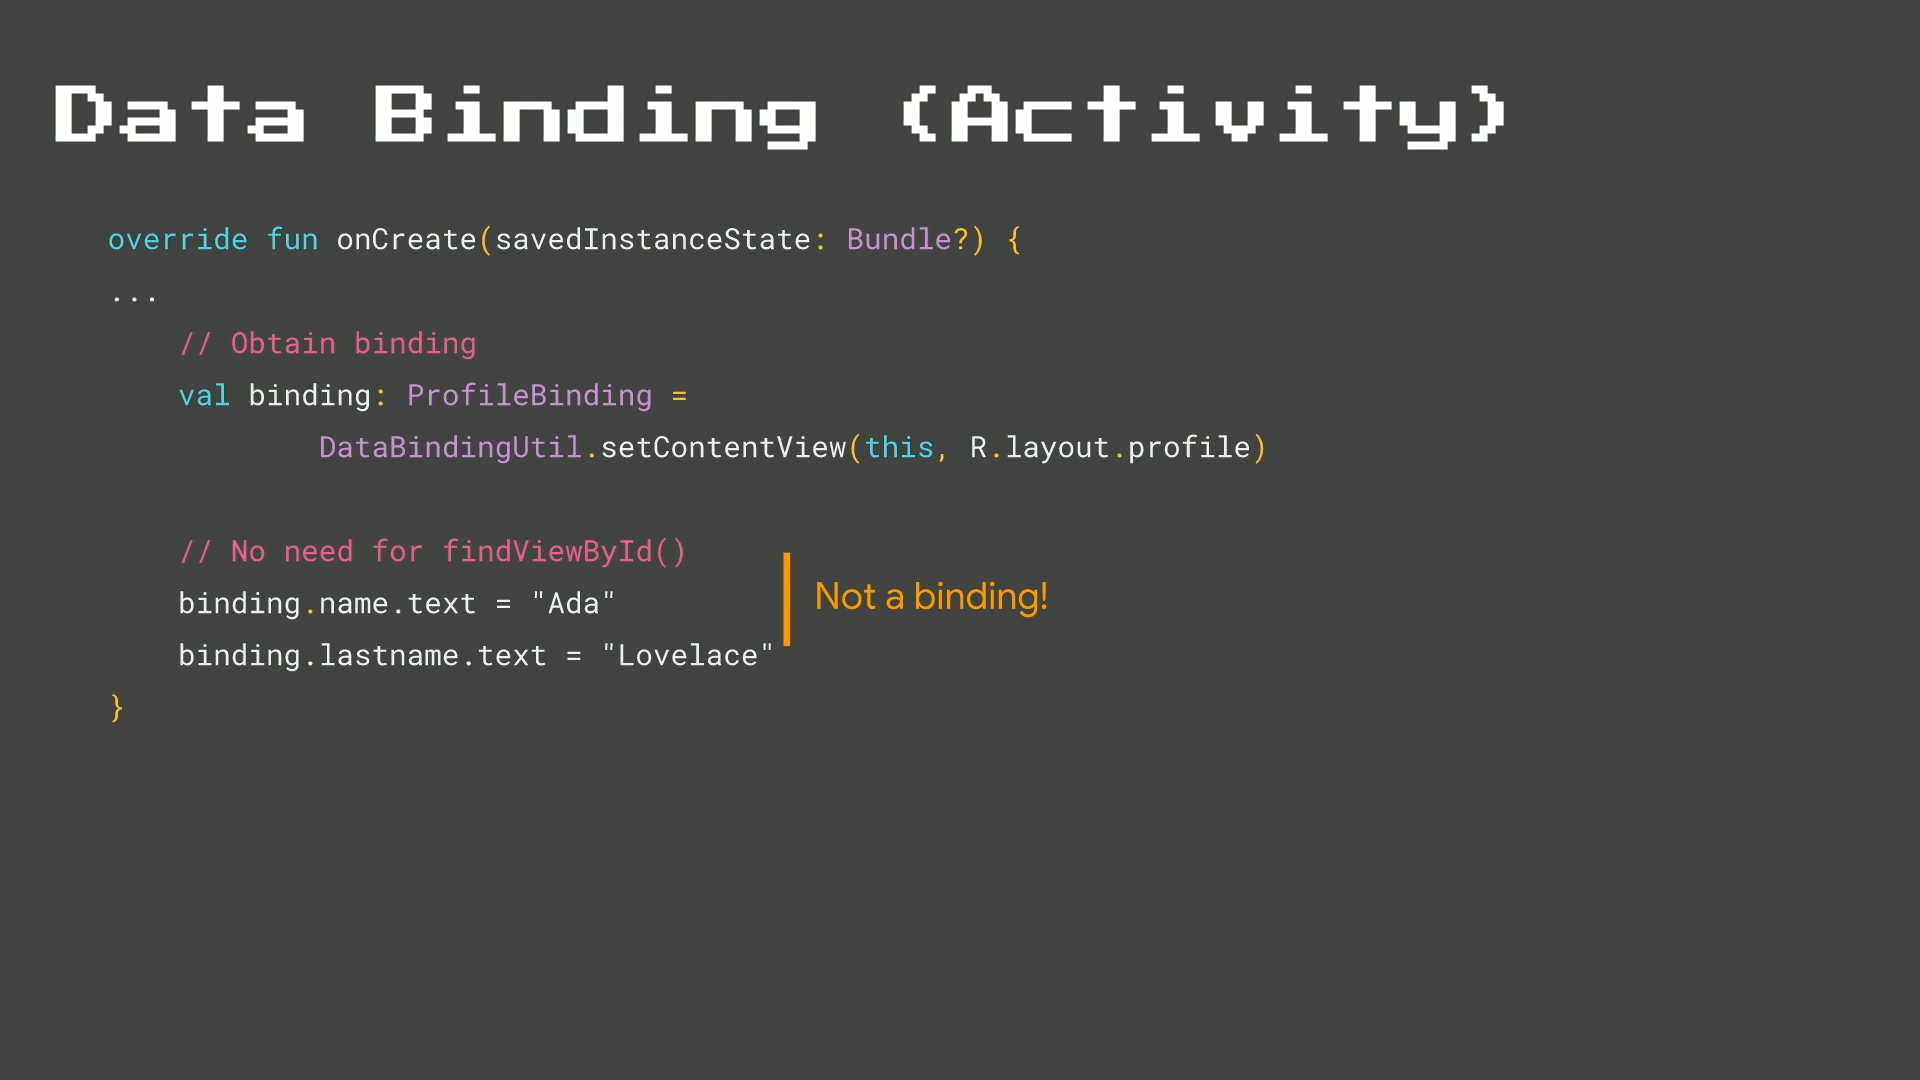 Data Binding (Activity)
override fun onCreate(savedInstanceState: Bundle?) {
...
// Obtain binding
val binding: ProfileBinding =
DataBindingUtil.setContentView(this, R.layout.profile)
// No need for findViewById()
binding.name.text = "Ada"
binding.lastname.text = "Lovelace"
Not a binding!
}